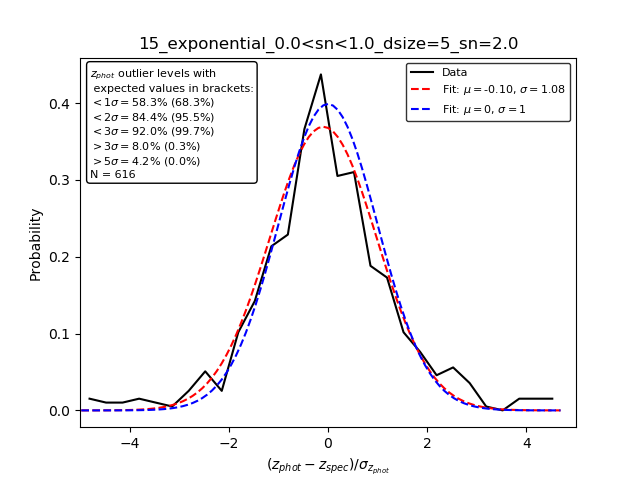 15_exponential_0.0<sn<1.0_dsize=5_sn=2.0
z_phot outlier levels with
expected values in brackets:
< 1σ = 58.3% (68.3%)
< 2σ = 84.4% (95.5%)
< 3σ = 92.0% (99.7%)
> 3σ = 8.0% (0.3%)
> 5σ = 4.2% (0.0%)
N = 616
Data
Fit: μ = -0.10, σ = 1.08
Fit: μ = 0, σ = 1
Probability
0.4
0.3
0.2
0.1
0.0
−4 −2 0 2 4
(z_phot − z_spec)/σ_z_phot